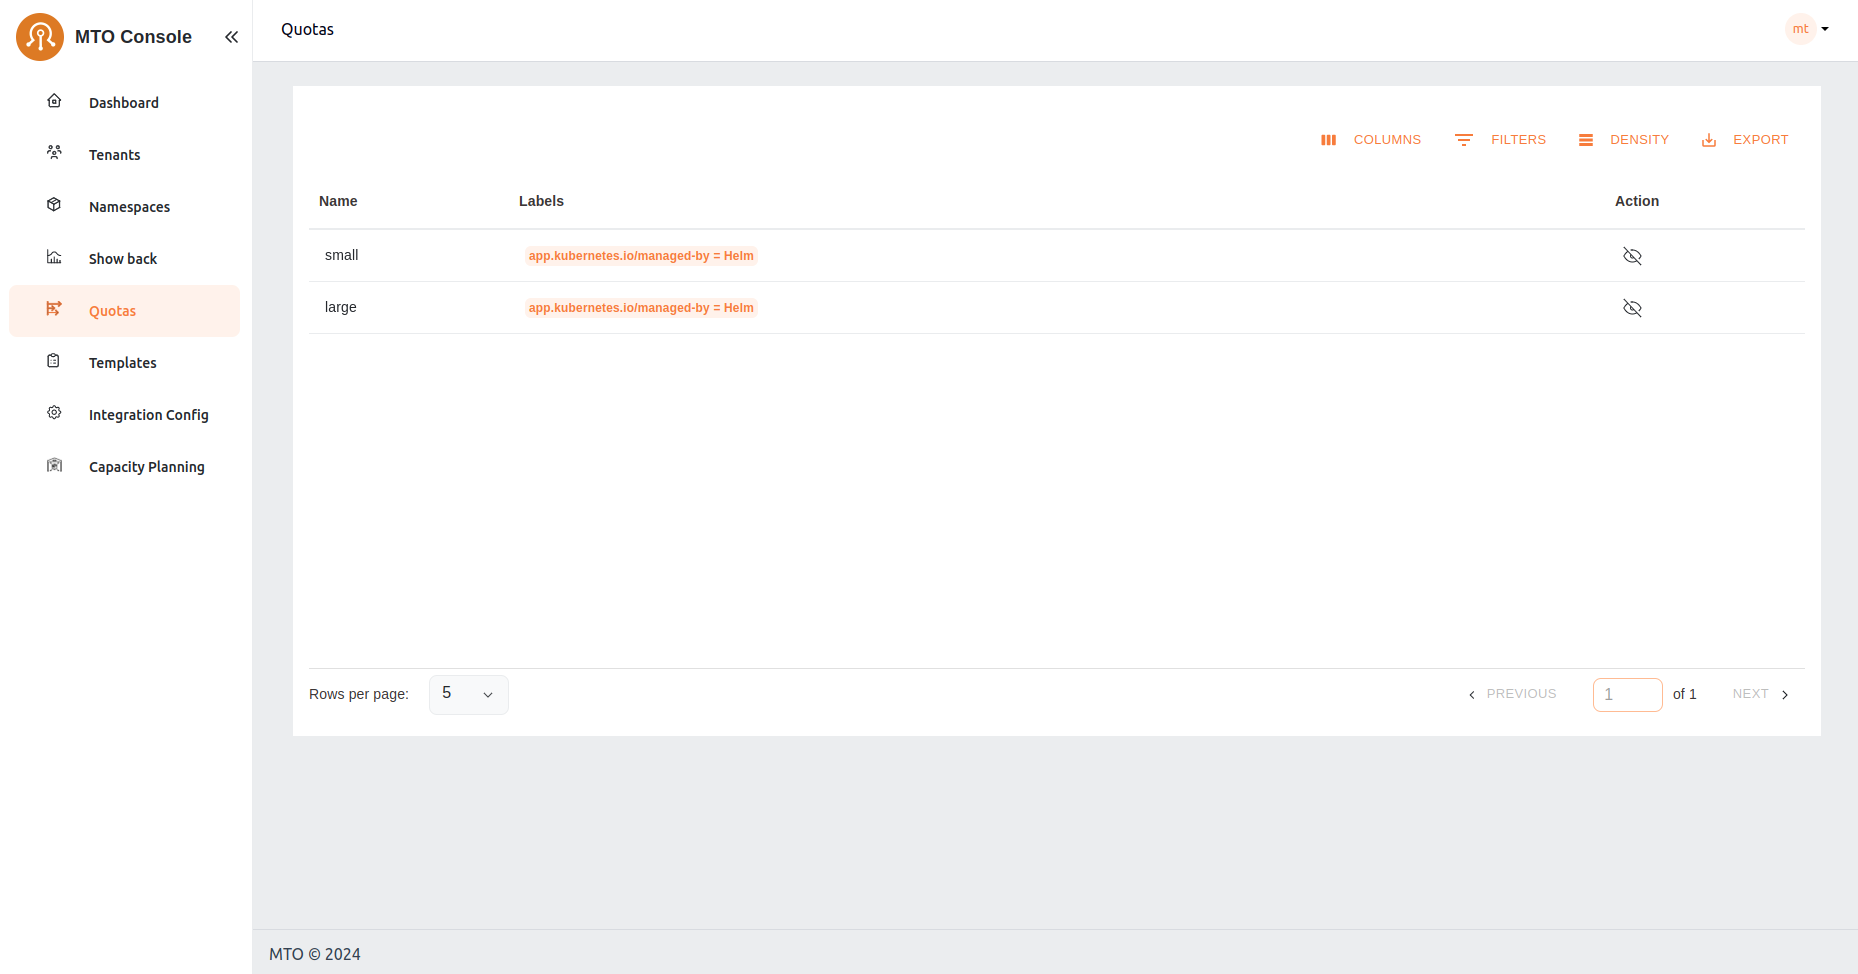 MTO Console
Quotas
mt
Dashboard
Tenants
Namespaces
Show back
Quotas
Templates
Integration Config
Capacity Planning
COLUMNS FILTERS DENSITY EXPORT
Name Labels Action
small app.kubernetes.io/managed-by = Helm
large app.kubernetes.io/managed-by = Helm
Rows per page: 5 PREVIOUS 1 of 1 NEXT
MTO © 2024